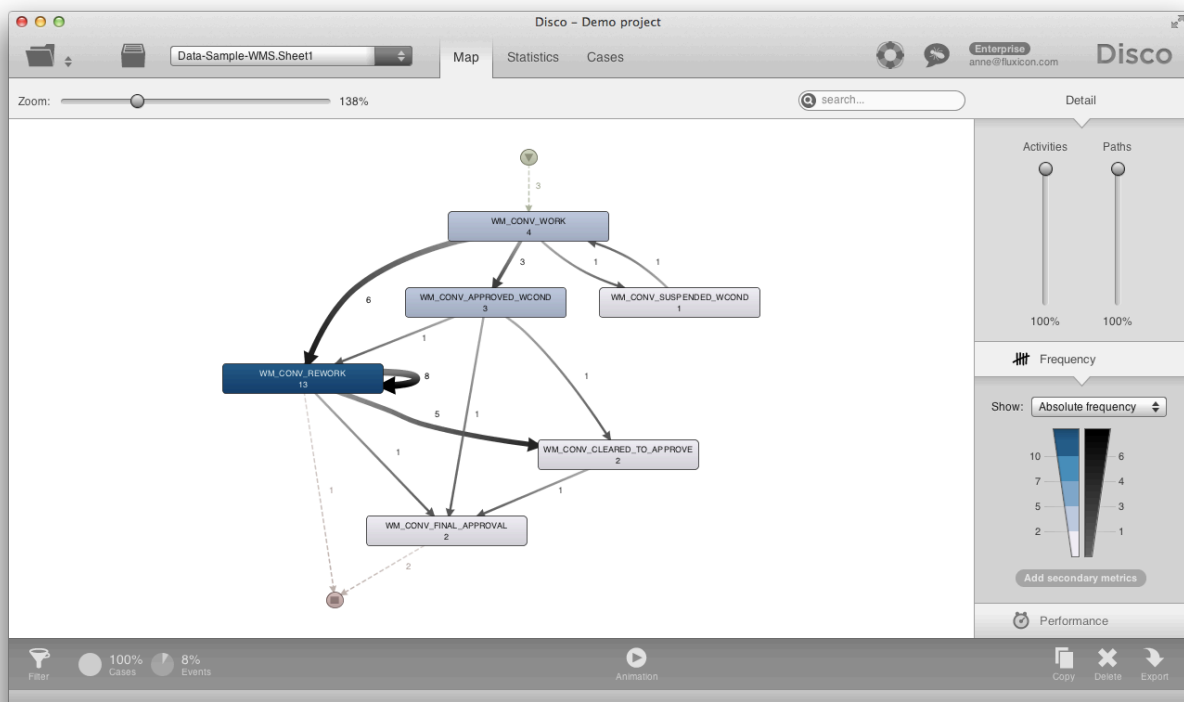 Disco – Demo project
Data-Sample-WMS.Sheet1
Map
Statistics
Cases
Enterprise
anne@fluxicon.com
Disco
Zoom:
138%
search...
Detail
Activities
Paths
100%
100%
Frequency
Show:
Absolute frequency
10
7
5
2
6
4
3
1
Add secondary metrics
Performance
3
WM_CONV_WORK
4
3
1
1
6
WM_CONV_APPROVED_WCOND
3
WM_CONV_SUSPENDED_WCOND
1
1
WM_CONV_REWORK
13
8
1
5
1
1
WM_CONV_CLEARED_TO_APPROVE
2
1
1
WM_CONV_FINAL_APPROVAL
2
2
Filter
100%
Cases
8%
Events
Animation
Copy
Delete
Export